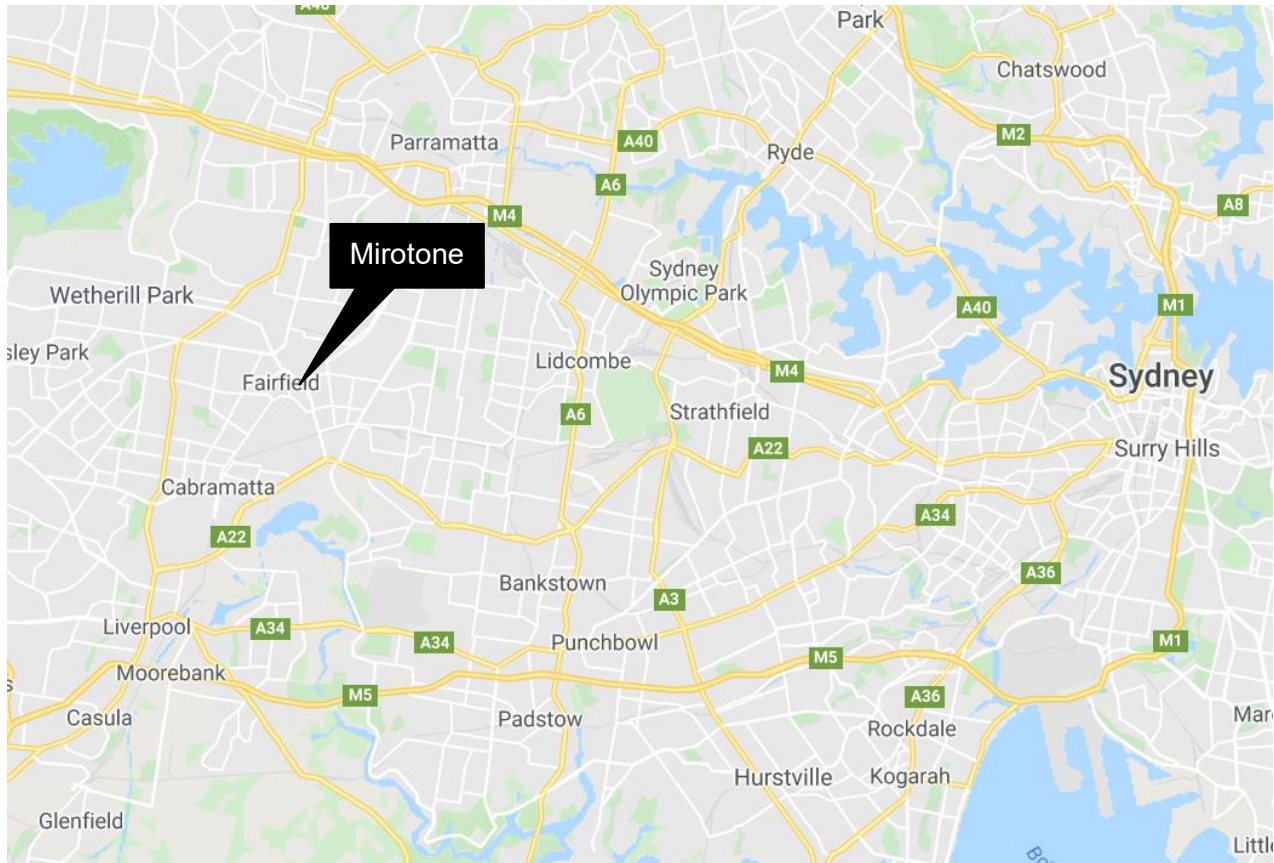 Park
Chatswood
M2
Parramatta
A40
Ryde
A6
A8
M4
Mirotone
Sydney
Olympic Park
Wetherill Park
M1
A40
sley Park
Lidcombe
Fairfield
M4
Sydney
A6
Strathfield
A22
Surry Hills
Cabramatta
A34
A22
Bankstown
A36
A3
Liverpool
A34
A34
Punchbowl
M1
M5
Moorebank
M5
A36
Casula
Padstow
Rockdale
Mar
Hurstville
Kogarah
Glenfield
Little